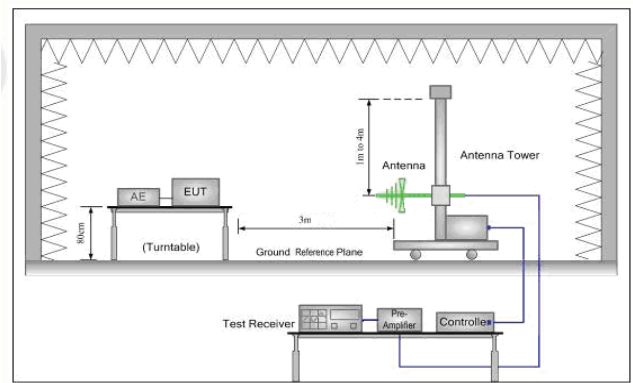 1m to 4m
Antenna
Antenna Tower
AE
EUT
80cm
3m
(Turntable)
Ground Reference Plane
Test Receiver
Pre-
Amplifier
Controller